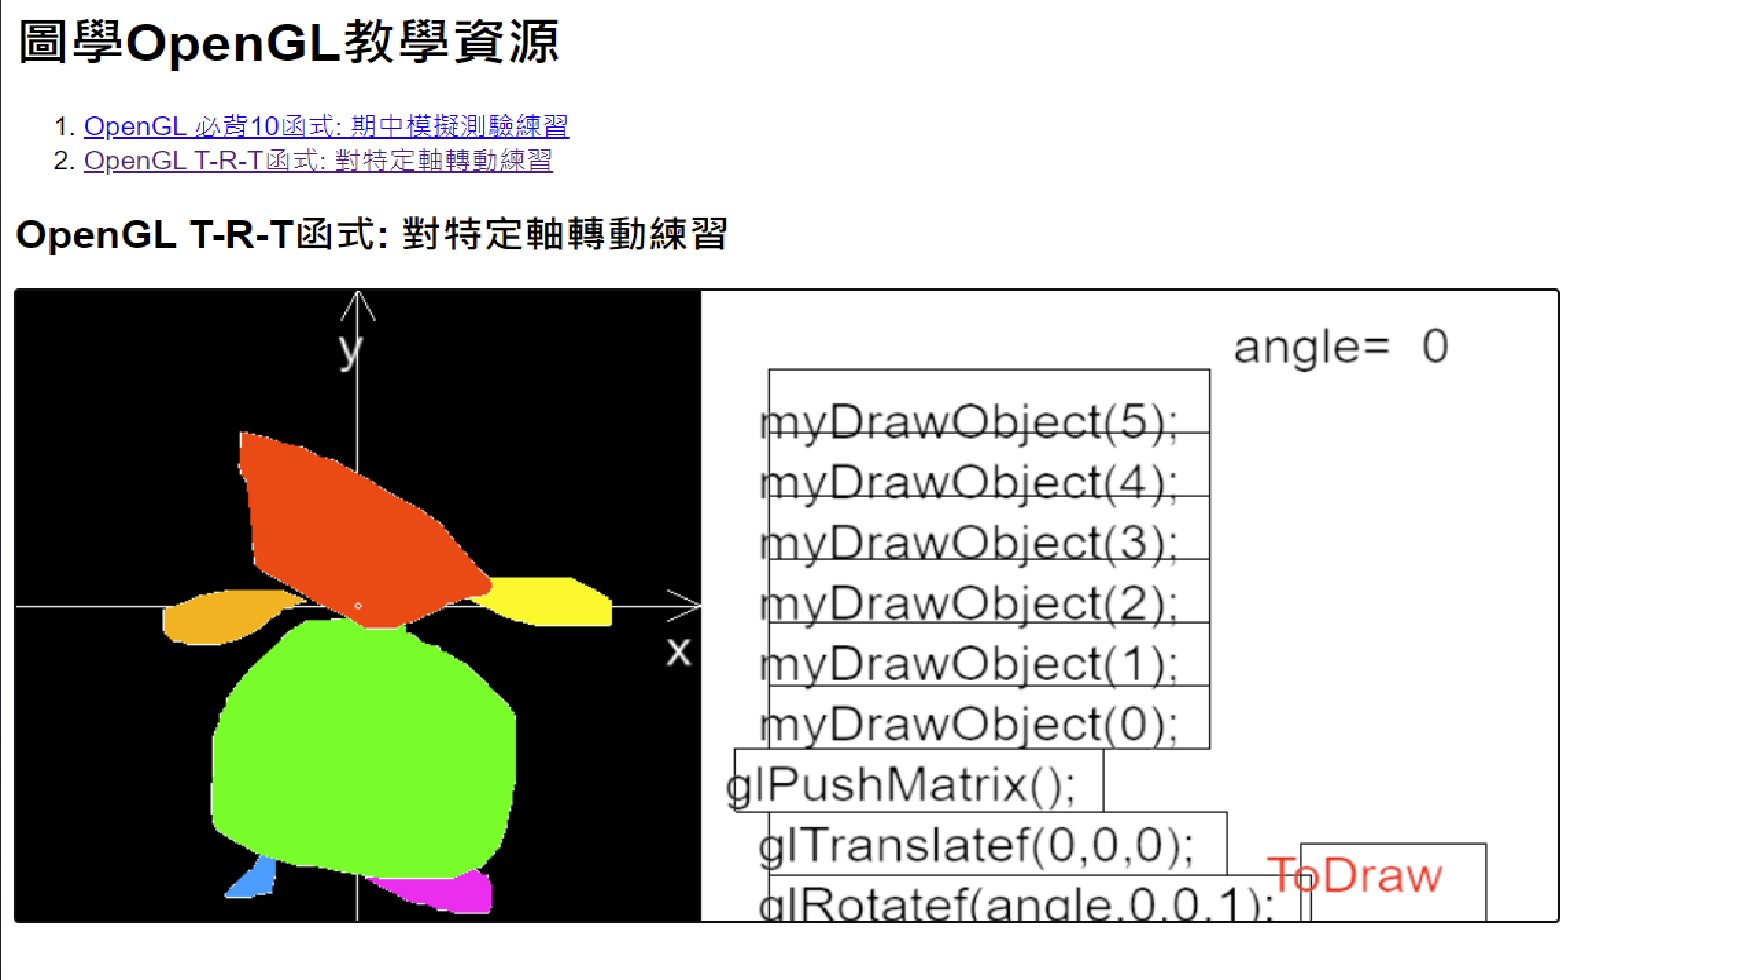 圖學OpenGL教學資源
1. OpenGL 必背10函式: 期中模擬測驗練習
2. OpenGL T-R-T函式: 對特定軸轉動練習
OpenGL T-R-T函式: 對特定軸轉動練習
y
x
angle= 0
myDrawObject(5);
myDrawObject(4);
myDrawObject(3);
myDrawObject(2);
myDrawObject(1);
myDrawObject(0);
glPushMatrix();
glTranslatef(0,0,0);
glRotatef(angle,0,0,1);
ToDraw